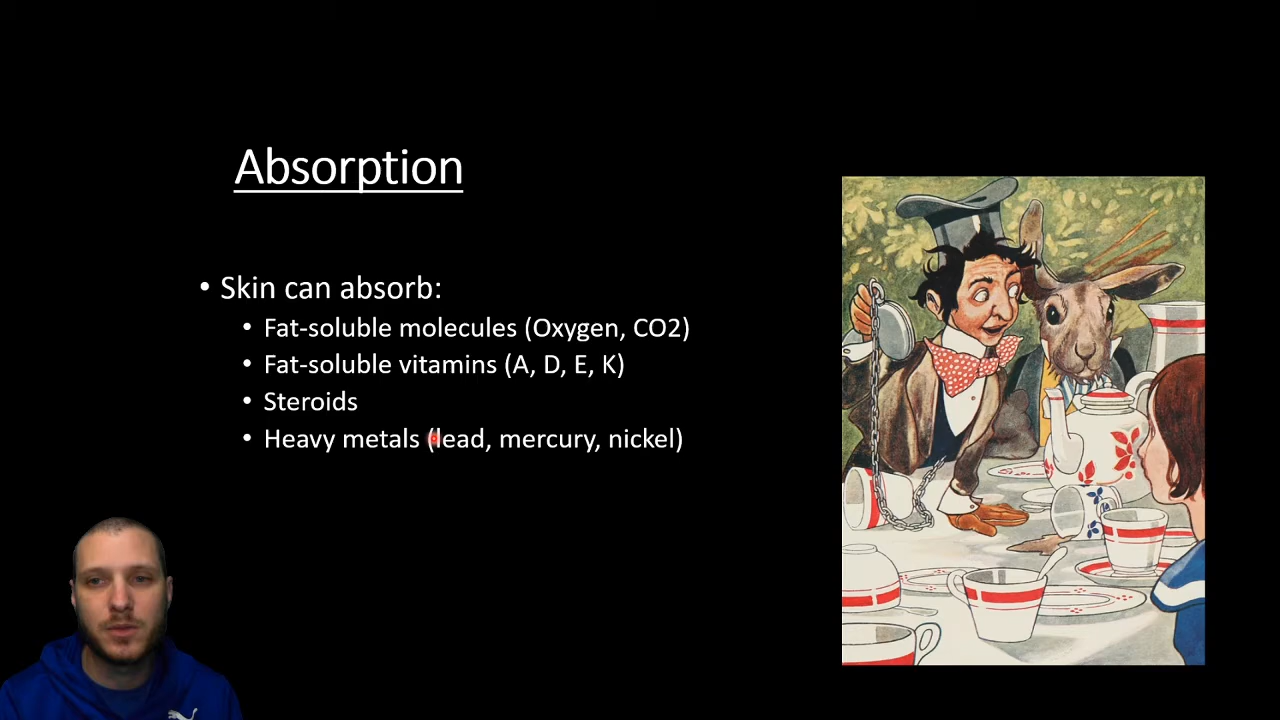 Absorption
• Skin can absorb:
• Fat-soluble molecules (Oxygen, CO2)
• Fat-soluble vitamins (A, D, E, K)
• Steroids
• Heavy metals (lead, mercury, nickel)